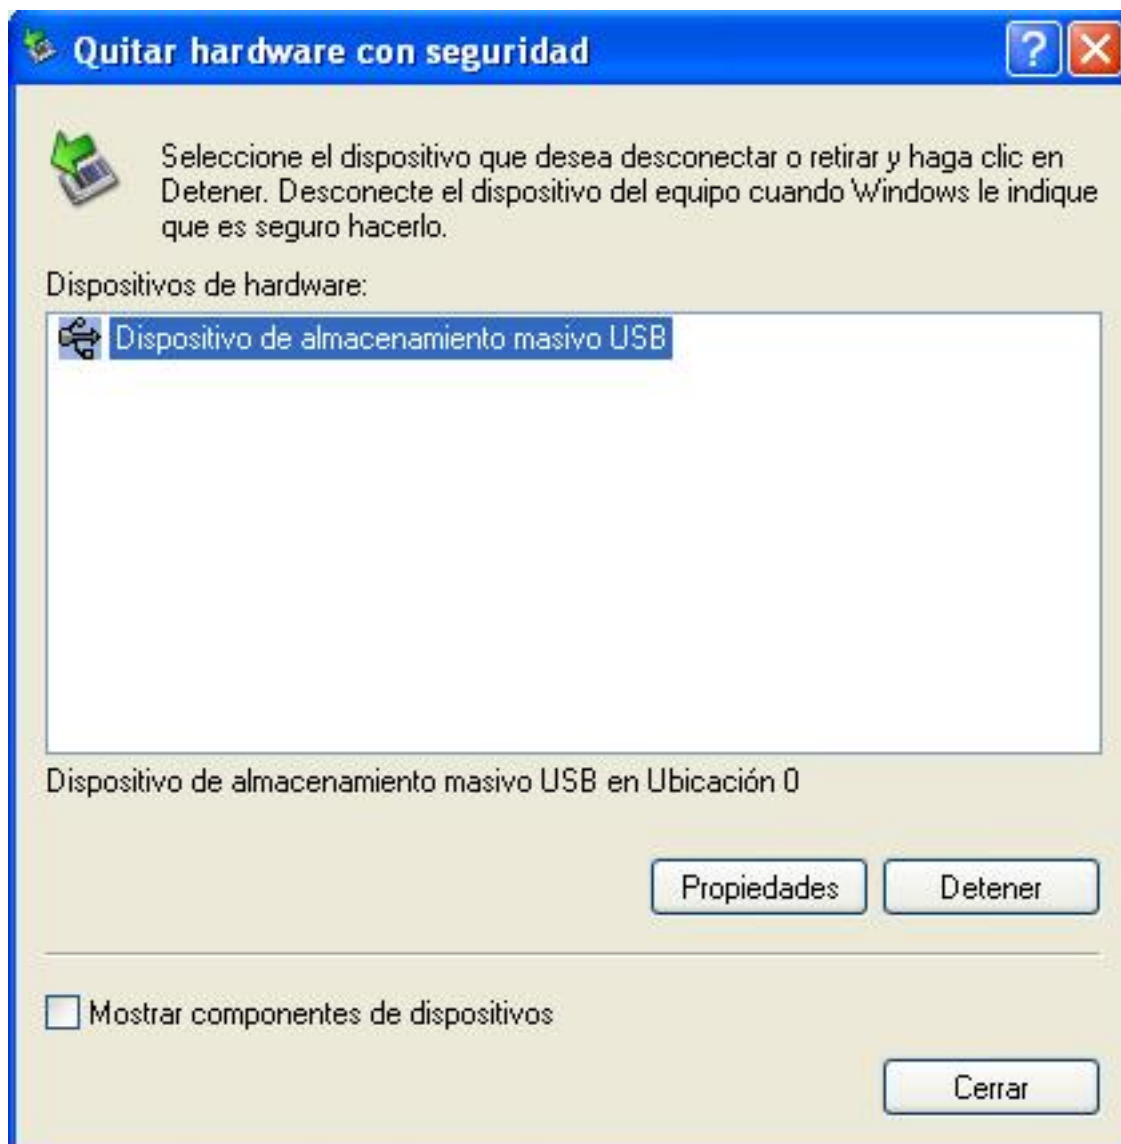 Quitar hardware con seguridad
?
Seleccione el dispositivo que desea desconectar o retirar y haga clic en
Detener. Desconecte el dispositivo del equipo cuando Windows le indique
que es seguro hacerlo.
Dispositivos de hardware:
Dispositivo de almacenamiento masivo USB
Dispositivo de almacenamiento masivo USB en Ubicación 0
Propiedades
Detener
Mostrar componentes de dispositivos
Cerrar